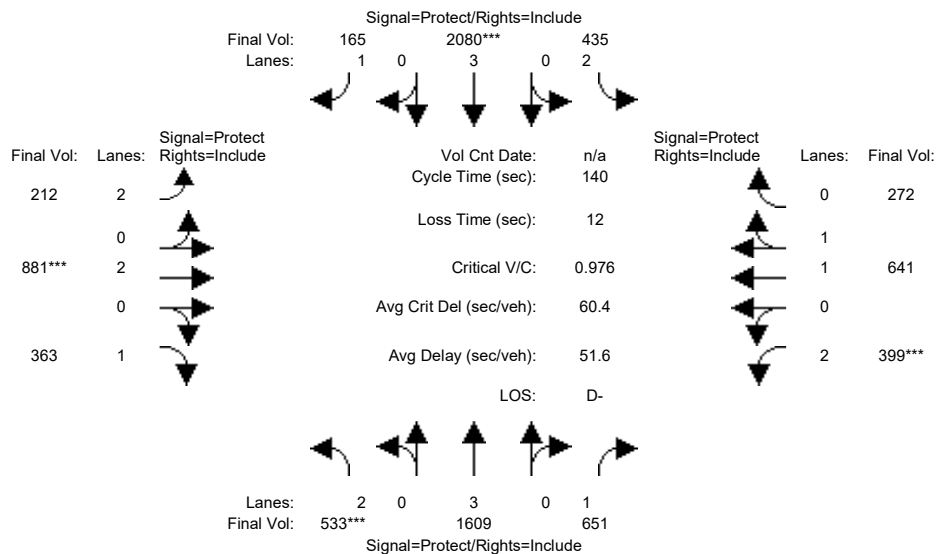 Signal=Protect/Rights=Include
Final Vol: 165 2080*** 435
Lanes: 1 0 3 0 2
Signal=Protect Signal=Protect
Final Vol: Lanes: Rights=Include Vol Cnt Date: n/a Rights=Include Lanes: Final Vol:
Cycle Time (sec): 140
212 2 0 272
Loss Time (sec): 12
0 1
881*** 2 Critical V/C: 0.976 1 641
0 Avg Crit Del (sec/veh): 60.4 0
363 1 Avg Delay (sec/veh): 51.6 2 399***
LOS: D-
Lanes: 2 0 3 0 1
Final Vol: 533*** 1609 651
Signal=Protect/Rights=Include